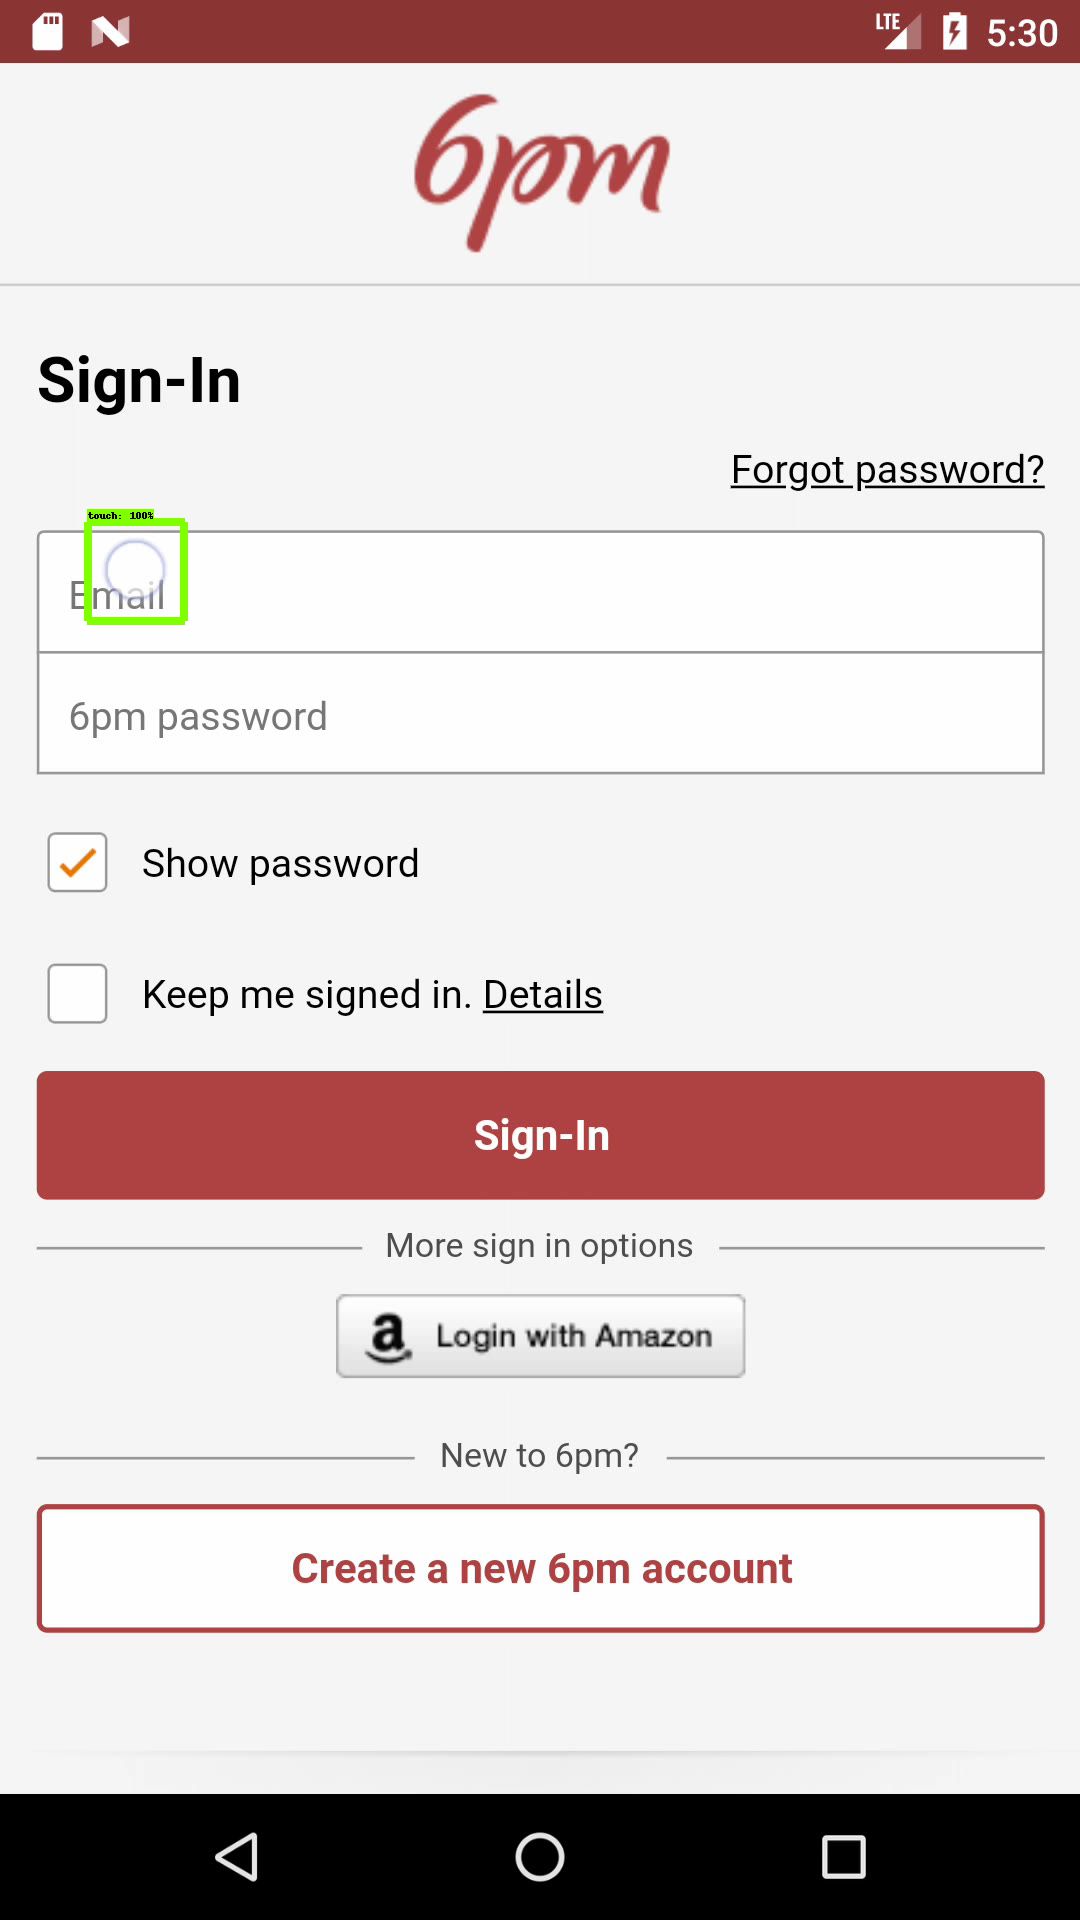 LTE 5:30
6pm
Sign-In
Forgot password?
touch: 100%
Email
6pm password
Show password
Keep me signed in. Details
Sign-In
More sign in options
a Login with Amazon
New to 6pm?
Create a new 6pm account